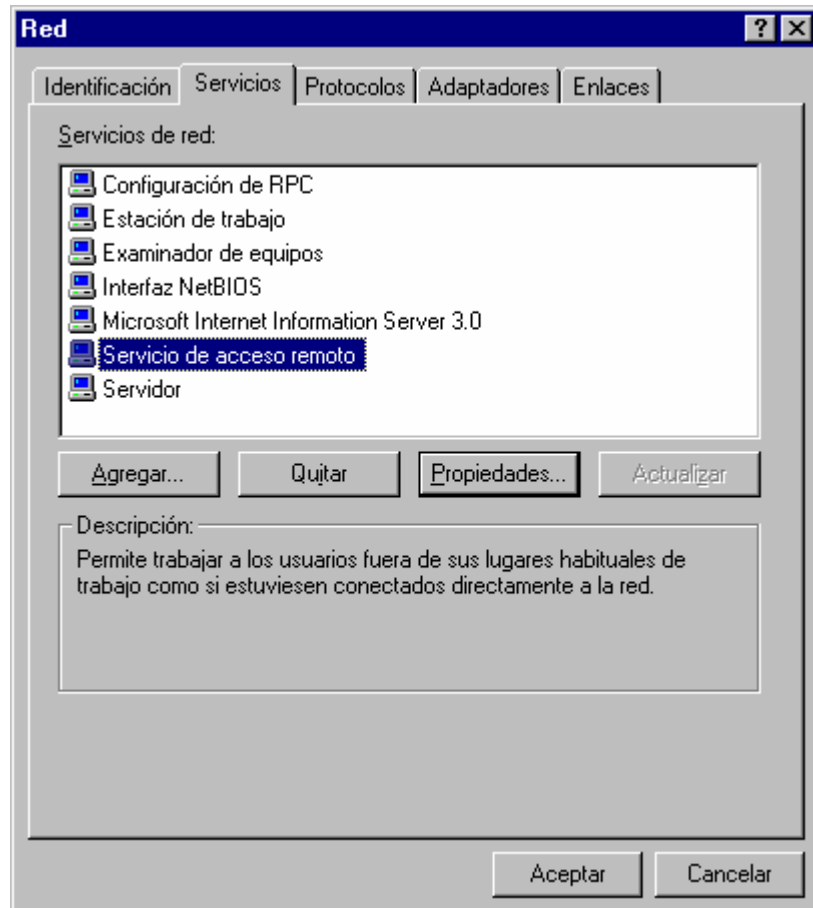 Red
Identificación Servicios Protocolos Adaptadores Enlaces
Servicios de red:
Configuración de RPC
Estación de trabajo
Examinador de equipos
Interfaz NetBIOS
Microsoft Internet Information Server 3.0
Servicio de acceso remoto
Servidor
Agregar... Quitar Propiedades... Actualizar
Descripción:
Permite trabajar a los usuarios fuera de sus lugares habituales de
trabajo como si estuviesen conectados directamente a la red.
Aceptar Cancelar